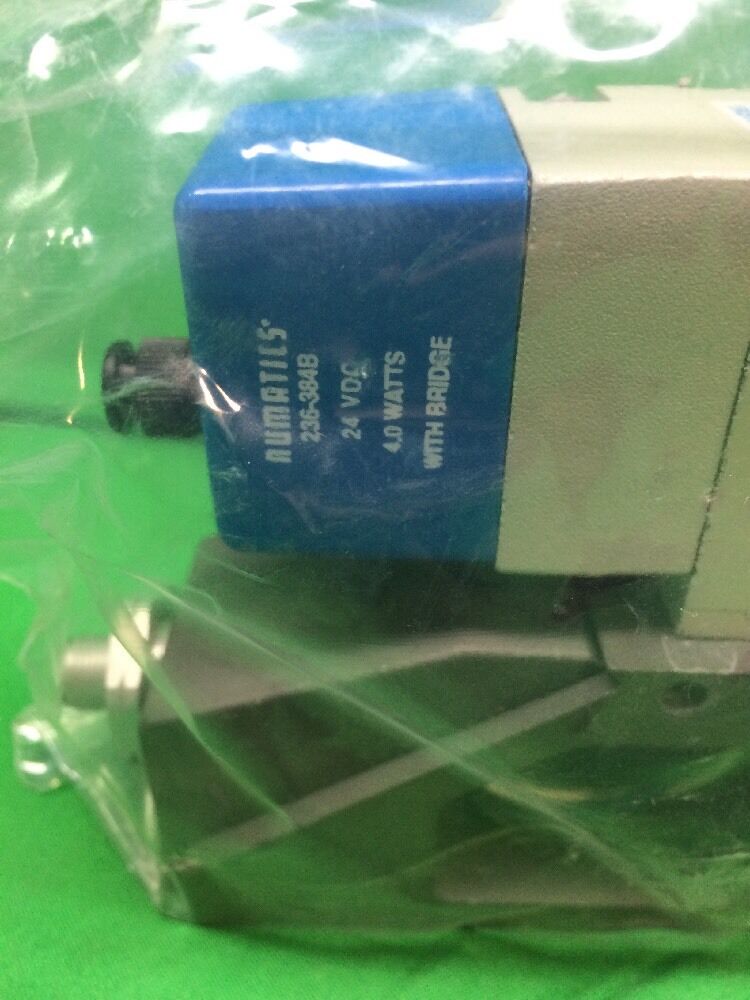 NUMATICS
236-384B
24 VDC
4.0 WATTS
WITH BRIDGE